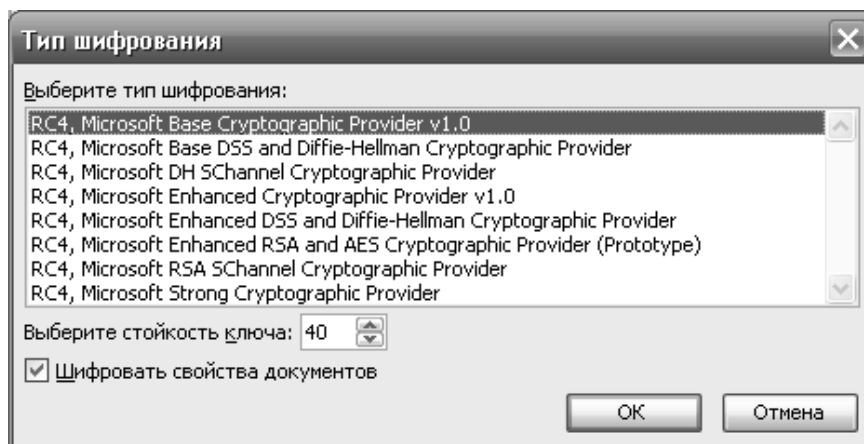 Тип шифрования
Выберите тип шифрования:
RC4, Microsoft Base Cryptographic Provider v1.0
RC4, Microsoft Base DSS and Diffie-Hellman Cryptographic Provider
RC4, Microsoft DH SChannel Cryptographic Provider
RC4, Microsoft Enhanced Cryptographic Provider v1.0
RC4, Microsoft Enhanced DSS and Diffie-Hellman Cryptographic Provider
RC4, Microsoft Enhanced RSA and AES Cryptographic Provider (Prototype)
RC4, Microsoft RSA SChannel Cryptographic Provider
RC4, Microsoft Strong Cryptographic Provider
Выберите стойкость ключа: 40
Шифровать свойства документов
ОК Отмена